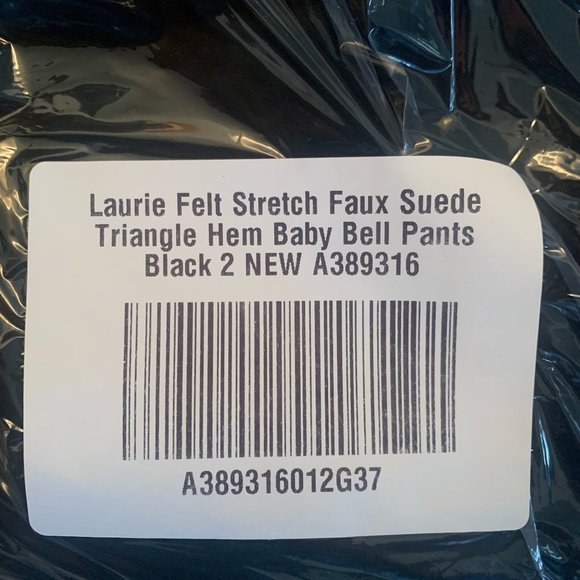 Laurie Felt Stretch Faux Suede
Triangle Hem Baby Bell Pants
Black 2 NEW A389316
A389316012G37